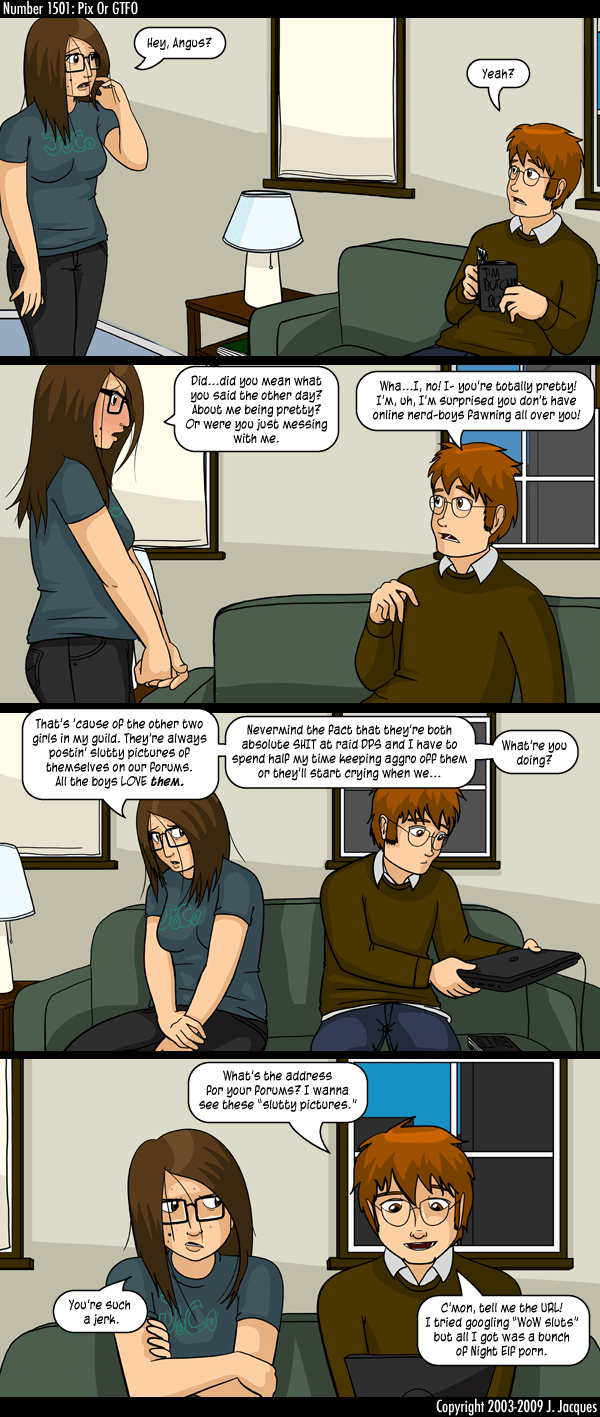 Number 1501: Pix Or GTFO
Hey, Angus?
Yeah?
JoCo
TIM
Did...did you mean what
you said the other day?
About me being pretty?
Or were you just messing
with me.
Wha...I, no! I- you're totally pretty!
I'm, uh, I'm surprised you don't have
online nerd-boys fawning all over you!
That's 'cause of the other two
girls in my guild. They're always
postin' slutty pictures of
themselves on our forums.
All the boys LOVE them.
Nevermind the fact that they're both
absolute SHIT at raid DPS and I have to
spend half my time keeping aggro off them
or they'll start crying when we...
What're you
doing?
JoCo
What's the address
for your forums? I wanna
see these "slutty pictures."
You're such
a jerk.
JoCo
C'mon, tell me the URL!
I tried googling "WoW sluts"
but all I got was a bunch
of Night Elf porn.
Copyright 2003-2009 J. Jacques